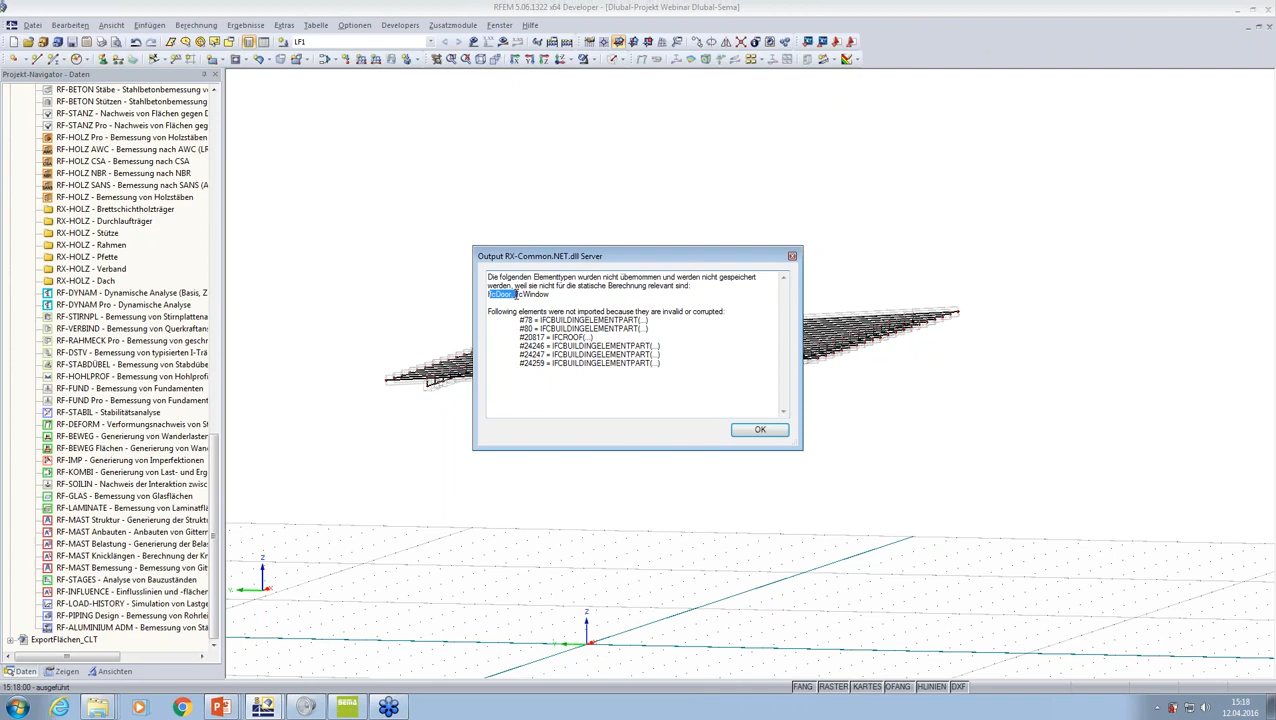 RFEM 5.06.1322 x64 Developer - [Dlubal-Projekt Webinar Dlubal-Sema]
Datei Bearbeiten Ansicht Einfügen Berechnung Ergebnisse Extras Tabelle Optionen Developers Zusatzmodule Fenster Hilfe
LF1
Projekt-Navigator - Daten
RF-BETON Stäbe - Stahlbetonbemessung v
RF-BETON Stützen - Stahlbetonbemessung
RF-STANZ - Nachweis von Flächen gegen D
RF-STANZ Pro - Nachweis von Flächen geg
RF-HOLZ Pro - Bemessung von Holzstäben
RF-HOLZ AWC - Bemessung nach AWC (LR
RF-HOLZ CSA - Bemessung nach CSA
RF-HOLZ NBR - Bemessung nach NBR
RF-HOLZ SANS - Bemessung nach SANS (A
RF-HOLZ - Bemessung von Holzstäben
RX-HOLZ - Brettschichtholzträger
RX-HOLZ - Durchlaufträger
RX-HOLZ - Stütze
RX-HOLZ - Rahmen
RX-HOLZ - Pfette
RX-HOLZ - Verband
RX-HOLZ - Dach
RF-DYNAM - Dynamische Analyse (Basis, Z
RF-DYNAM Pro - Dynamische Analyse
RF-STIRNPL - Bemessung von Stirnplatten
RF-VERBIND - Bemessung von Querkraftan
RF-RAHMECK Pro - Bemessung von gesch
RF-DSTV - Bemessung von typisierten I-Tr
RF-STABDÜBEL - Bemessung von Stabdübe
RF-HOHLPROF - Bemessung von Hohlprofi
RF-FUND - Bemessung von Fundamenten
RF-FUND Pro - Bemessung von Fundament
RF-STABIL - Stabilitätsanalyse
RF-DEFORM - Verformungsnachweis von St
RF-BEWEG - Generierung von Wanderlasten
RF-BEWEG Flächen - Generierung von Wan
RF-IMP - Generierung von Imperfektionen
RF-KOMBI - Generierung von Last- und Erg
RF-SOILIN - Nachweis der Interaktion zwisc
RF-GLAS - Bemessung von Glasflächen
RF-LAMINATE - Bemessung von Laminatflä
RF-MAST Struktur - Generierung der Struktu
RF-MAST Anbauten - Anbauten von Gittern
RF-MAST Belastung - Generierung der Belas
RF-MAST Knicklängen - Berechnung der Kn
RF-MAST Bemessung - Bemessung von Git
RF-STAGES - Analyse von Bauzuständen
RF-INFLUENCE - Einflusslinien und -fläche
RF-LOAD-HISTORY - Simulation von Lastge
RF-PIPING Design - Bemessung von Rohrlei
RF-ALUMINIUM ADM - Bemessung von Sta
ExportFlächen_CLT
Daten Zeigen Ansichten
15:18:00 - ausgeführt
Output RX-Common.NET.dll Server
Die folgenden Elementtypen wurden nicht übernommen und werden nicht gespeichert
werden, weil sie nicht für die statische Berechnung relevant sind:
IfcDoor, IfcWindow
Following elements were not imported because they are invalid or corrupted:
#78 = IFCBUILDINGELEMENTPART(...)
#80 = IFCBUILDINGELEMENTPART(...)
#20817 = IFCROOF(...)
#24246 = IFCBUILDINGELEMENTPART(...)
#24247 = IFCBUILDINGELEMENTPART(...)
#24259 = IFCBUILDINGELEMENTPART(...)
OK
Z
Y
X
Z
Y
X
FANG RASTER KARTES OFANG HLINIEN DXF
SEMA
15:18
12.04.2016